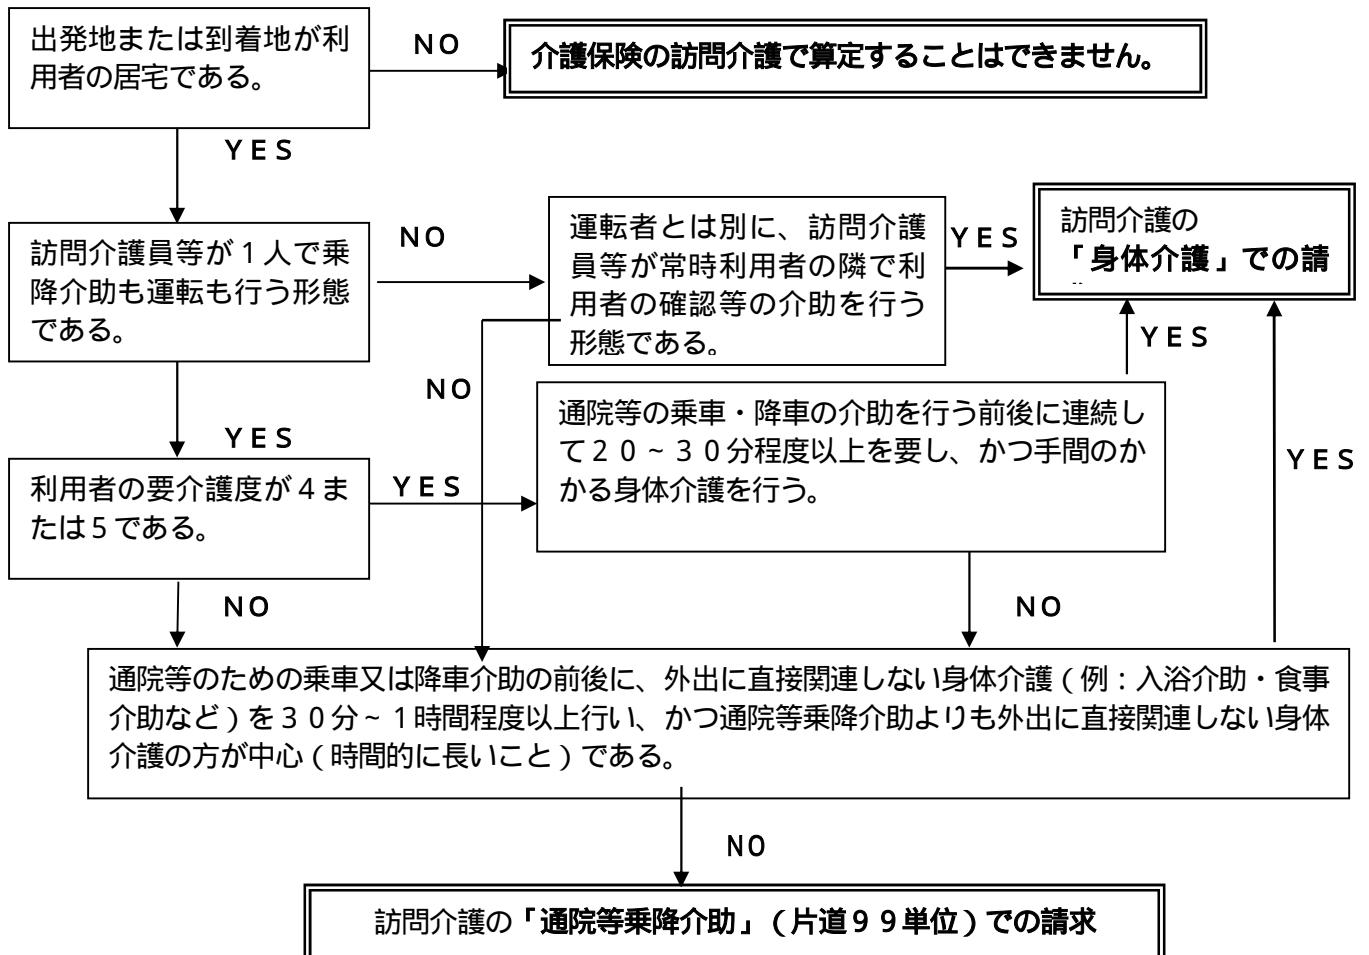 出発地または到着地が利
用者の居宅である。
ＮＯ
介護保険の訪問介護で算定することはできません。
ＹＥＳ
訪問介護員等が１人で乗
降介助も運転も行う形態
である。
ＮＯ
運転者とは別に、訪問介護
員等が常時利用者の隣で利
用者の確認等の介助を行う
形態である。
ＹＥＳ
訪問介護の
「身体介護」での請
ＹＥＳ
ＮＯ
ＹＥＳ
利用者の要介護度が４ま
たは５である。
ＹＥＳ
通院等の乗車・降車の介助を行う前後に連続し
て２０～３０分程度以上を要し、かつ手間のか
かる身体介護を行う。
ＹＥＳ
ＮＯ
ＮＯ
通院等のための乗車又は降車介助の前後に、外出に直接関連しない身体介護（例：入浴介助・食事
介助など）を３０分～１時間程度以上行い、かつ通院等乗降介助よりも外出に直接関連しない身体
介護の方が中心（時間的に長いこと）である。
ＮＯ
訪問介護の「通院等乗降介助」（片道９９単位）での請求